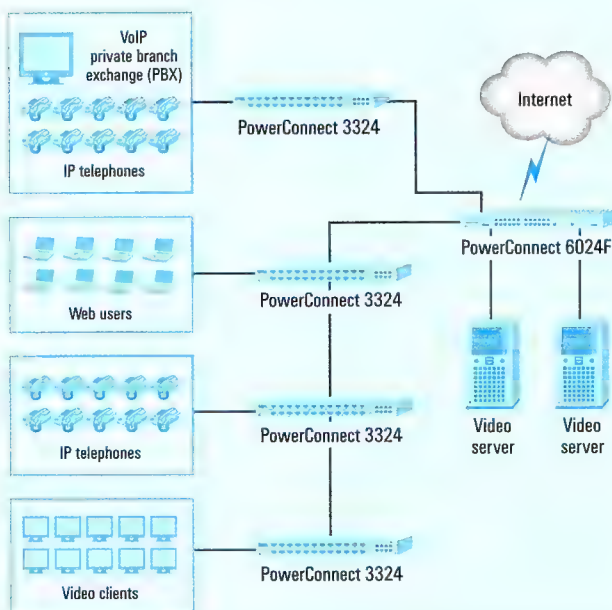 VoIP
private branch
exchange (PBX)
IP telephones
PowerConnect 3324
Internet
PowerConnect 6024F
Web users
PowerConnect 3324
Video
server
Video
server
IP telephones
PowerConnect 3324
Video clients
PowerConnect 3324